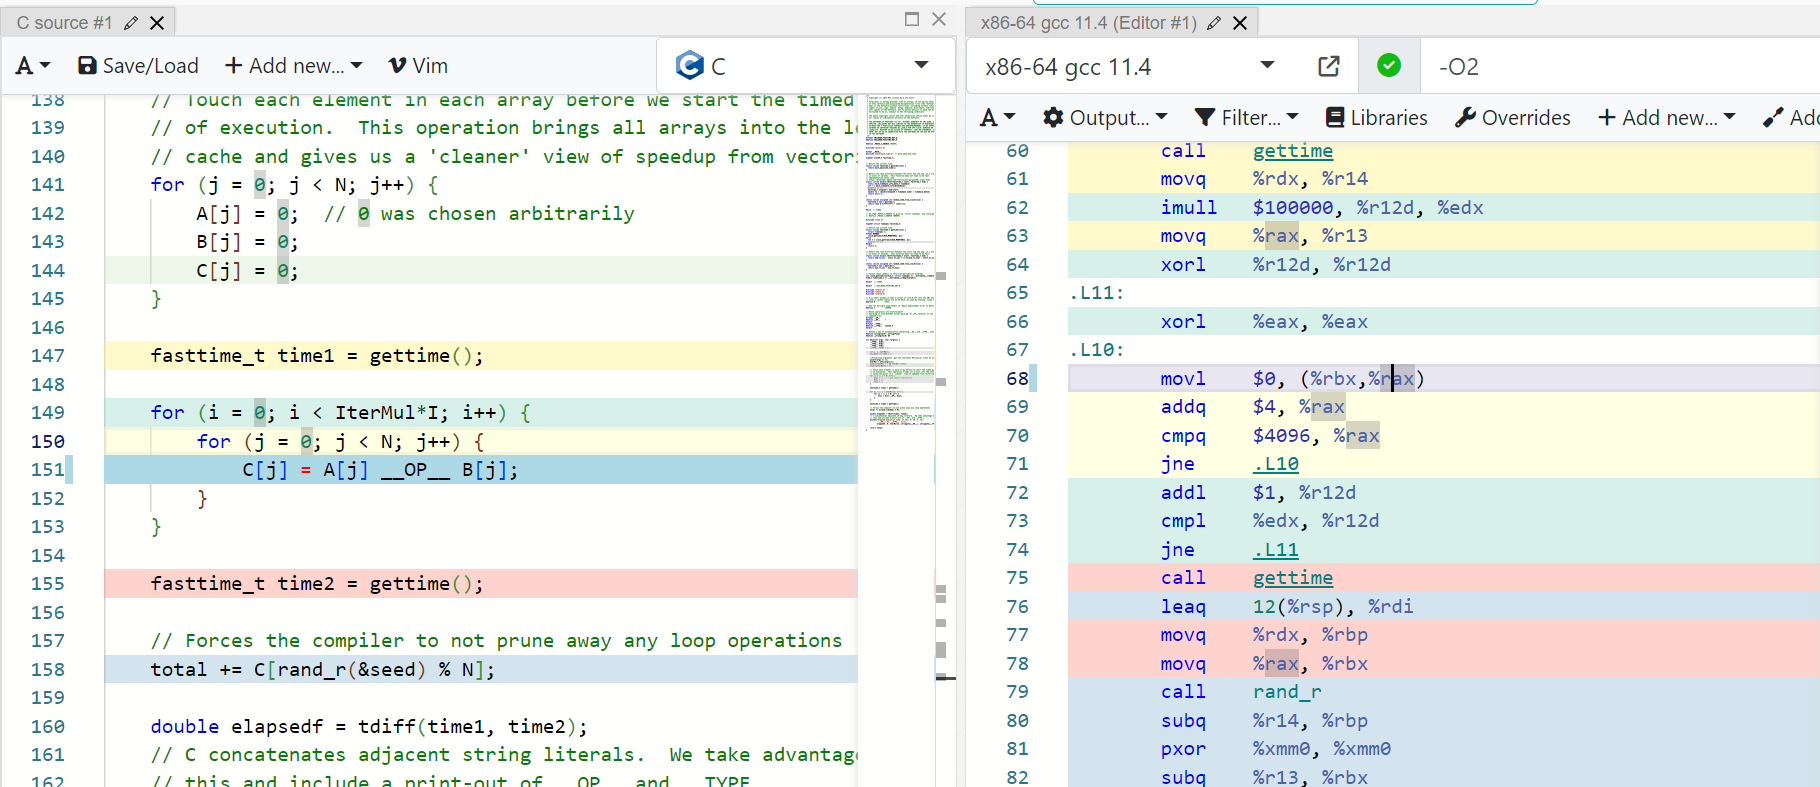 C source #1
Save/Load
Add new...
Vim
C
138 // Touch each element in each array before we start the timed
139 // of execution.  This operation brings all arrays into the
140 // cache and gives us a 'cleaner' view of speedup from
141 for (j = 0; j < N; j++) {
142 A[j] = 0;  // 0 was chosen arbitrarily
143 B[j] = 0;
144 C[j] = 0;
145 }
146
147 fasttime_t time1 = gettime();
148
149 for (i = 0; i < IterMul*I; i++) {
150 for (j = 0; j < N; j++) {
151 C[j] = A[j] __OP__ B[j];
152 }
153 }
154
155 fasttime_t time2 = gettime();
156
157 // Forces the compiler to not prune away any loop operations
158 total += C[rand_r(&seed) % N];
159
160 double elapsedf = tdiff(time1, time2);
161 // C concatenates adjacent string literals.  We take advantag
162 // this and include a print-out of __OP__ and __TYPE__
x86-64 gcc 11.4 (Editor #1)
x86-64 gcc 11.4
-O2
A
Output...
Filter...
Libraries
Overrides
Add new...
Add
60 call gettime
61 movq %rdx, %r14
62 imull $100000, %r12d, %edx
63 movq %rax, %r13
64 xorl %r12d, %r12d
65 .L11:
66 xorl %eax, %eax
67 .L10:
68 movl $0, (%rbx,%rax)
69 addq $4, %rax
70 cmpq $4096, %rax
71 jne .L10
72 addl $1, %r12d
73 cmpl %edx, %r12d
74 jne .L11
75 call gettime
76 leaq 12(%rsp), %rdi
77 movq %rdx, %rbp
78 movq %rax, %rbx
79 call rand_r
80 subq %r14, %rbp
81 pxor %xmm0, %xmm0
82 subq %r13, %rbx